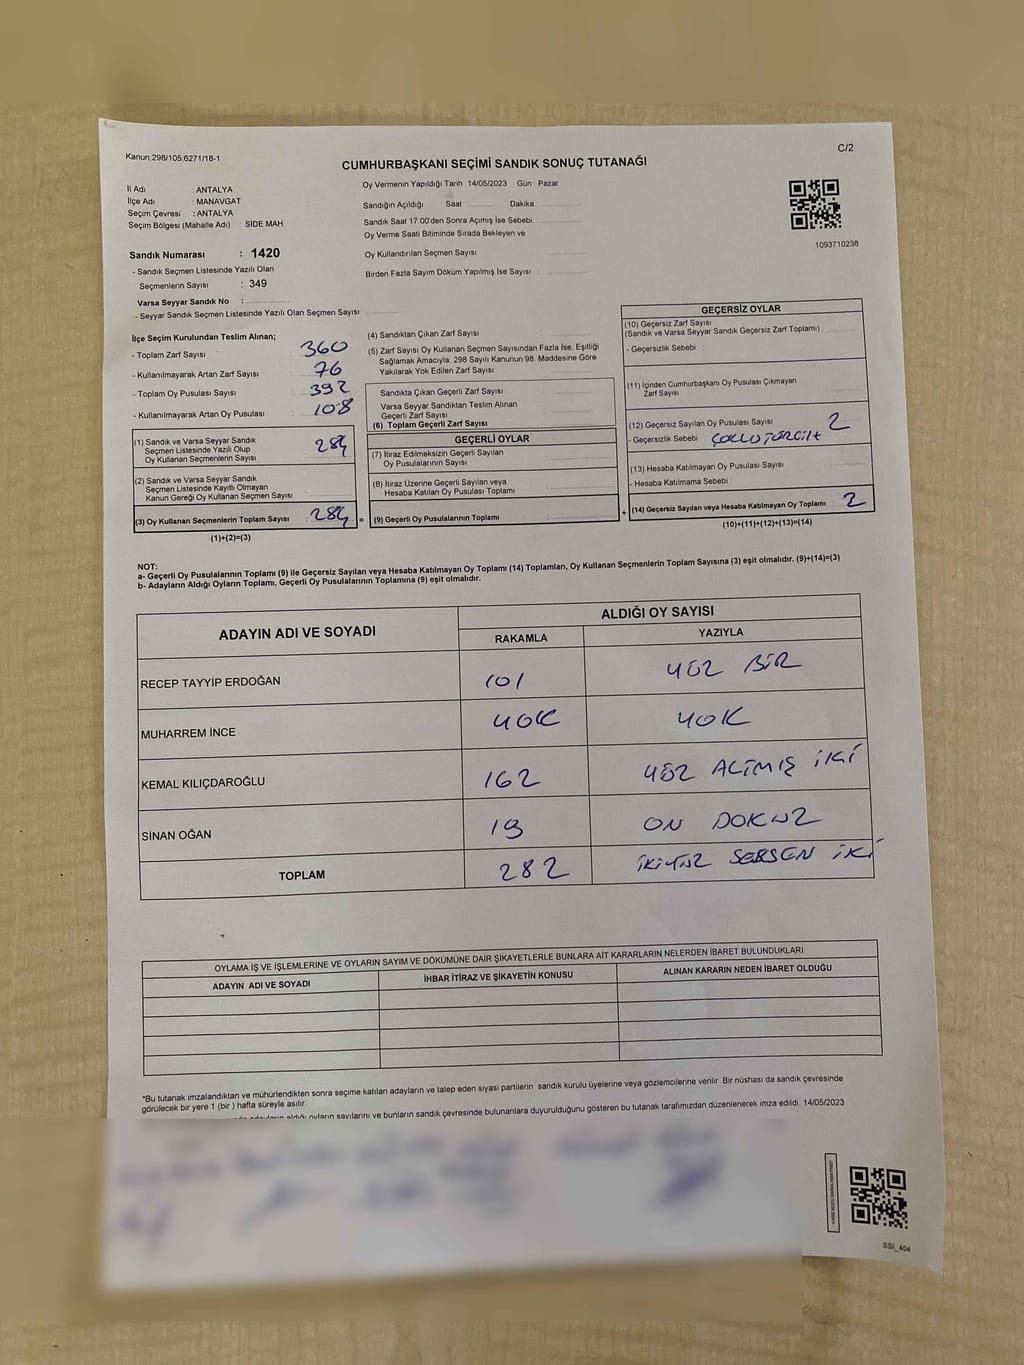 Kanun;298/105,6271/18-1
C/2
CUMHURBAŞKANI SEÇİMİ SANDIK SONUÇ TUTANAĞI
İl Adı : ANTALYA
İlçe Adı : MANAVGAT
Seçim Çevresi : ANTALYA
Seçim Bölgesi (Mahalle Adı) SİDE MAH
Sandık Numarası : 1420
- Sandık Seçmen Listesinde Yazılı Olan
Seçmenlerin Sayısı : 349
Varsa Seyyar Sandık No :
- Seyyar Sandık Seçmen Listesinde Yazılı Olan Seçmen Sayısı
Oy Vermenin Yapıldığı Tarih 14/05/2023 Gün : Pazar
Sandığın Açıldığı Saat Dakika
Sandık Saat 17:00'den Sonra Açımış İse Sebebi
Oy Verme Saati Bitiminde Sırada Bekleyen ve
Oy Kullandırılan Seçmen Sayısı
Birden Fazla Sayım Döküm Yapılmış İse Sayısı
1093710238
İlçe Seçim Kurulundan Teslim Alınan;
- Toplam Zarf Sayısı : 360
- Kullanılmayarak Artan Zarf Sayısı : 76
- Toplam Oy Pusulası Sayısı : 392
- Kullanılmayarak Artan Oy Pusulası : 108
(1) Sandık ve Varsa Seyyar Sandık
Seçmen Listesinde Yazılı Olup
Oy Kullanan Seçmenlerin Sayısı 284
(2) Sandık ve Varsa Seyyar Sandık
Seçmen Listesinde Kayıtlı Olmayan
Kanun Gereği Oy Kullanan Seçmen Sayısı
(3) Oy Kullanan Seçmenlerin Toplam Sayısı : 284 =
(1)+(2)=(3)
(4) Sandıktan Çıkan Zarf Sayısı
(5) Zarf Sayısı Oy Kullanan Seçmen Sayısından Fazla İse, Eşitliği
Sağlamak Amacıyla; 298 Sayılı Kanunun 98. Maddesine Göre
Yakılarak Yok Edilen Zarf Sayısı
Sandıkta Çıkan Geçerli Zarf Sayısı
Varsa Seyyar Sandıktan Teslim Alınan
Geçerli Zarf Sayısı
(6) Toplam Geçerli Zarf Sayısı
GEÇERLİ OYLAR
(7) İtiraz Edilmeksizin Geçerli Sayılan
Oy Pusulalarının Sayısı
(8) İtiraz Üzerine Geçerli Sayılan veya
Hesaba Katılan Oy Pusulası Toplamı
(9) Geçerli Oy Pusulalarının Toplamı : +
GEÇERSİZ OYLAR
(10) Geçersiz Zarf Sayısı
(Sandık ve Varsa Seyyar Sandık Geçersiz Zarf Toplamı)
- Geçersizlik Sebebi :
(11) İçinden Cumhurbaşkanı Oy Pusulası Çıkmayan
Zarf Sayısı
(12) Geçersiz Sayılan Oy Pusulası Sayısı 2
- Geçersizlik Sebebi
(13) Hesaba Katılmayan Oy Pusulası Sayısı
- Hesaba Katılmama Sebebi :
(14) Geçersiz Sayılan veya Hesaba Katılmayan Oy Toplamı 2
(10)+(11)+(12)+(13)=(14)
NOT:
a- Geçerli Oy Pusulalarının Toplamı (9) ile Geçersiz Sayılan veya Hesaba Katılmayan Oy Toplamı (14) Toplamları, Oy Kullanan Seçmenlerin Toplam Sayısına (3) eşit olmalıdır. (9)+(14)=(3)
b- Adayların Aldığı Oyların Toplamı, Geçerli Oy Pusulalarının Toplamına (9) eşit olmalıdır.
ADAYIN ADI VE SOYADI ALDIĞI OY SAYISI
RAKAMLA YAZIYLA
RECEP TAYYİP ERDOĞAN 101 YÜZ BİR
MUHARREM İNCE YOK YOK
KEMAL KILIÇDAROĞLU 162 YÜZ ALTMIŞ İKİ
SİNAN OĞAN 19 ON DOKUZ
TOPLAM 282 İKİYÜZ SEKSEN İKİ
OYLAMA İŞ VE İŞLEMLERİNE VE OYLARIN SAYIM VE DÖKÜMÜNE DAİR ŞİKAYETLERLE BUNLARA AİT KARARLARIN NELERDEN İBARET BULUNDUKLARI
ADAYIN ADI VE SOYADI İHBAR İTİRAZ VE ŞİKAYETİN KONUSU ALINAN KARARIN NEDEN İBARET OLDUĞU
*Bu tutanak imzalandıktan ve mühürlendikten sonra seçime katılan adayların ve talep eden siyasi partilerin sandık kurulu üyelerine veya gözlemcilerine verilir. Bir nüshası da sandık çevresinde
görülecek bir yere 1 (bir ) hafta süreyle asılır.
adayların aldığı oyların sayılarını ve bunların sandık çevresinde bulunanlara duyurulduğunu gösteren bu tutanak tarafımızdan düzenlenerek imza edildi. 14/05/2023
SSI_404